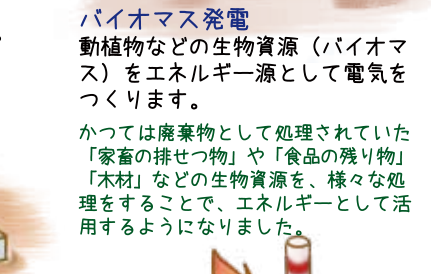 バイオマス発電
動植物などの生物資源（バイオマ
ス）をエネルギー源として電気を
つくります。
かつては廃棄物として処理されていた
「家畜の排せつ物」や「食品の残り物」
「木材」などの生物資源を、様々な処
理をすることで、エネルギーとして活
用するようになりました。